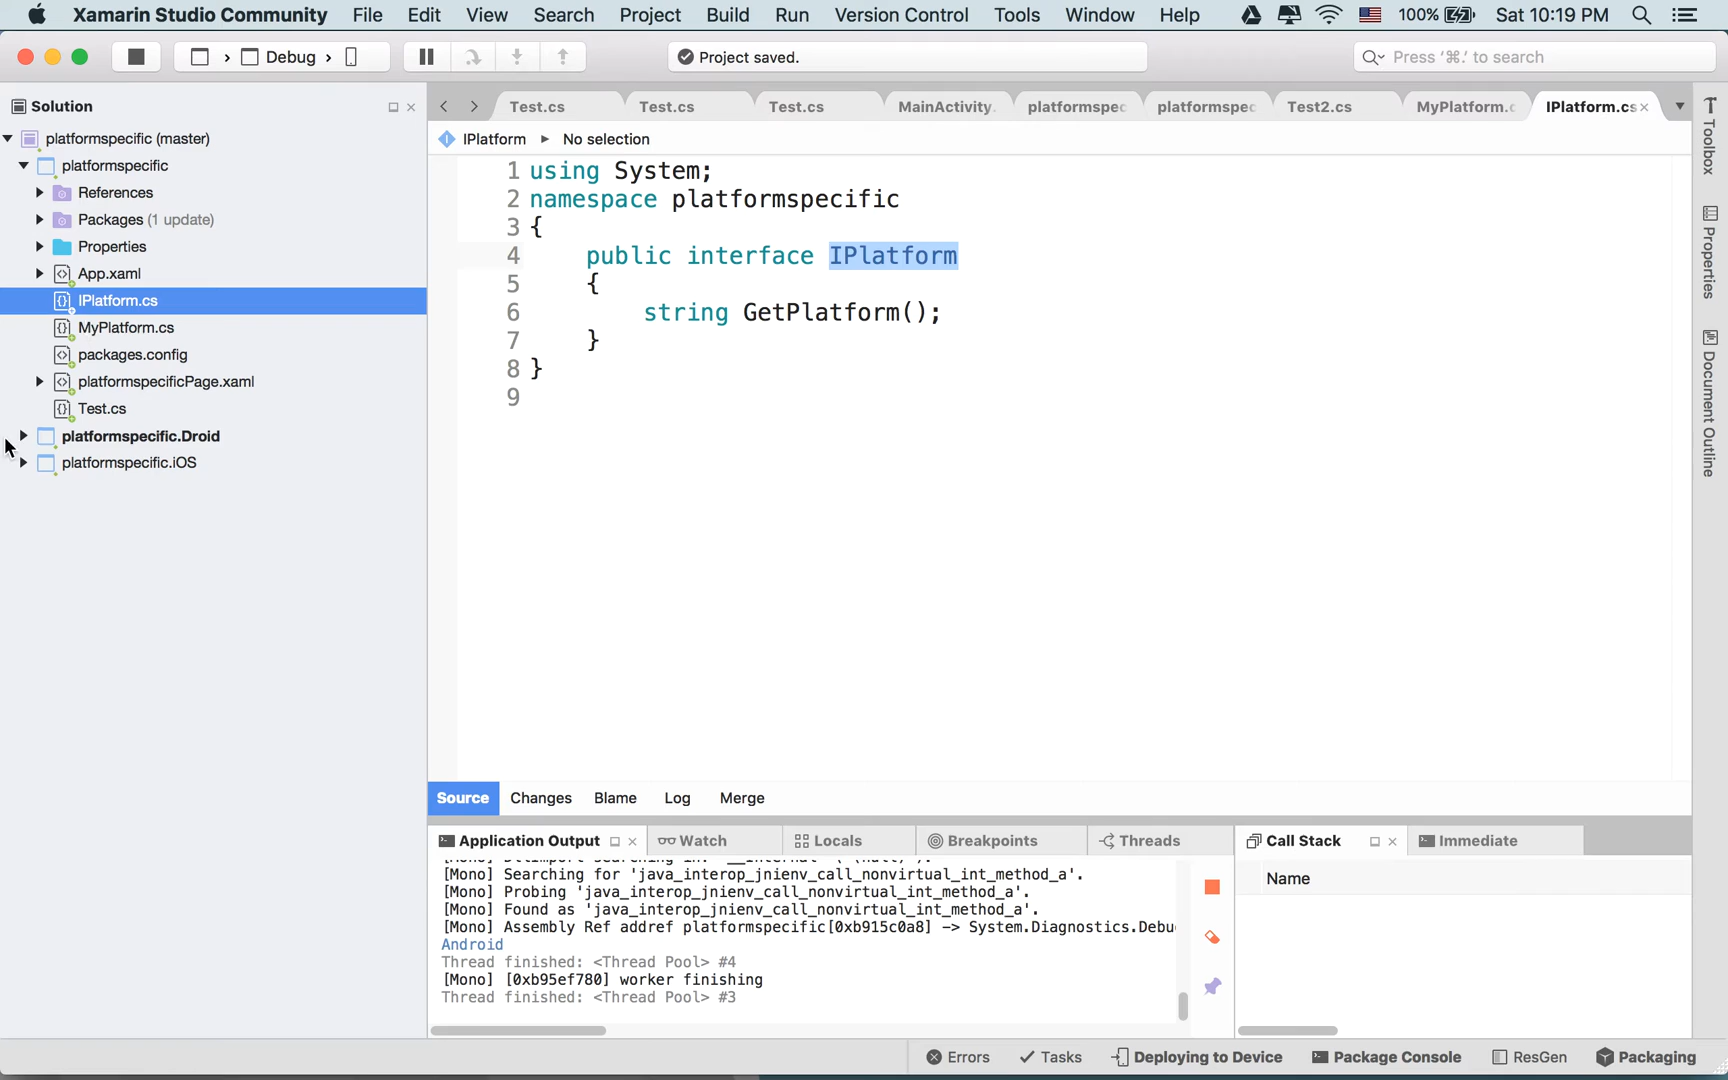 Xamarin Studio Community File Edit View Search Project Build Run Version Control Tools Window Help 100% Sat 10:19 PM
Debug Project saved. Press ‘⌘.’ to search
Solution
platformspecific (master)
platformspecific
References
Packages (1 update)
Properties
App.xaml
IPlatform.cs
MyPlatform.cs
packages.config
platformspecificPage.xaml
Test.cs
platformspecific.Droid
platformspecific.iOS
Test.cs Test.cs Test.cs MainActivity. platformspec platformspec Test2.cs MyPlatform.c IPlatform.cs
IPlatform No selection
1 using System;
2 namespace platformspecific
3 {
4 public interface IPlatform
5 {
6 string GetPlatform();
7 }
8 }
9
Toolbox
Properties
Document Outline
Source Changes Blame Log Merge
Application Output Watch Locals Breakpoints Threads Call Stack Immediate
[Mono] Searching for 'java_interop_jnienv_call_nonvirtual_int_method_a'.
[Mono] Probing 'java_interop_jnienv_call_nonvirtual_int_method_a'.
[Mono] Found as 'java_interop_jnienv_call_nonvirtual_int_method_a'.
[Mono] Assembly Ref addref platformspecific[0xb915c0a8] -> System.Diagnostics.Debu
Android
Thread finished: <Thread Pool> #4
[Mono] [0xb95ef780] worker finishing
Thread finished: <Thread Pool> #3
Name
Errors Tasks Deploying to Device Package Console ResGen Packaging